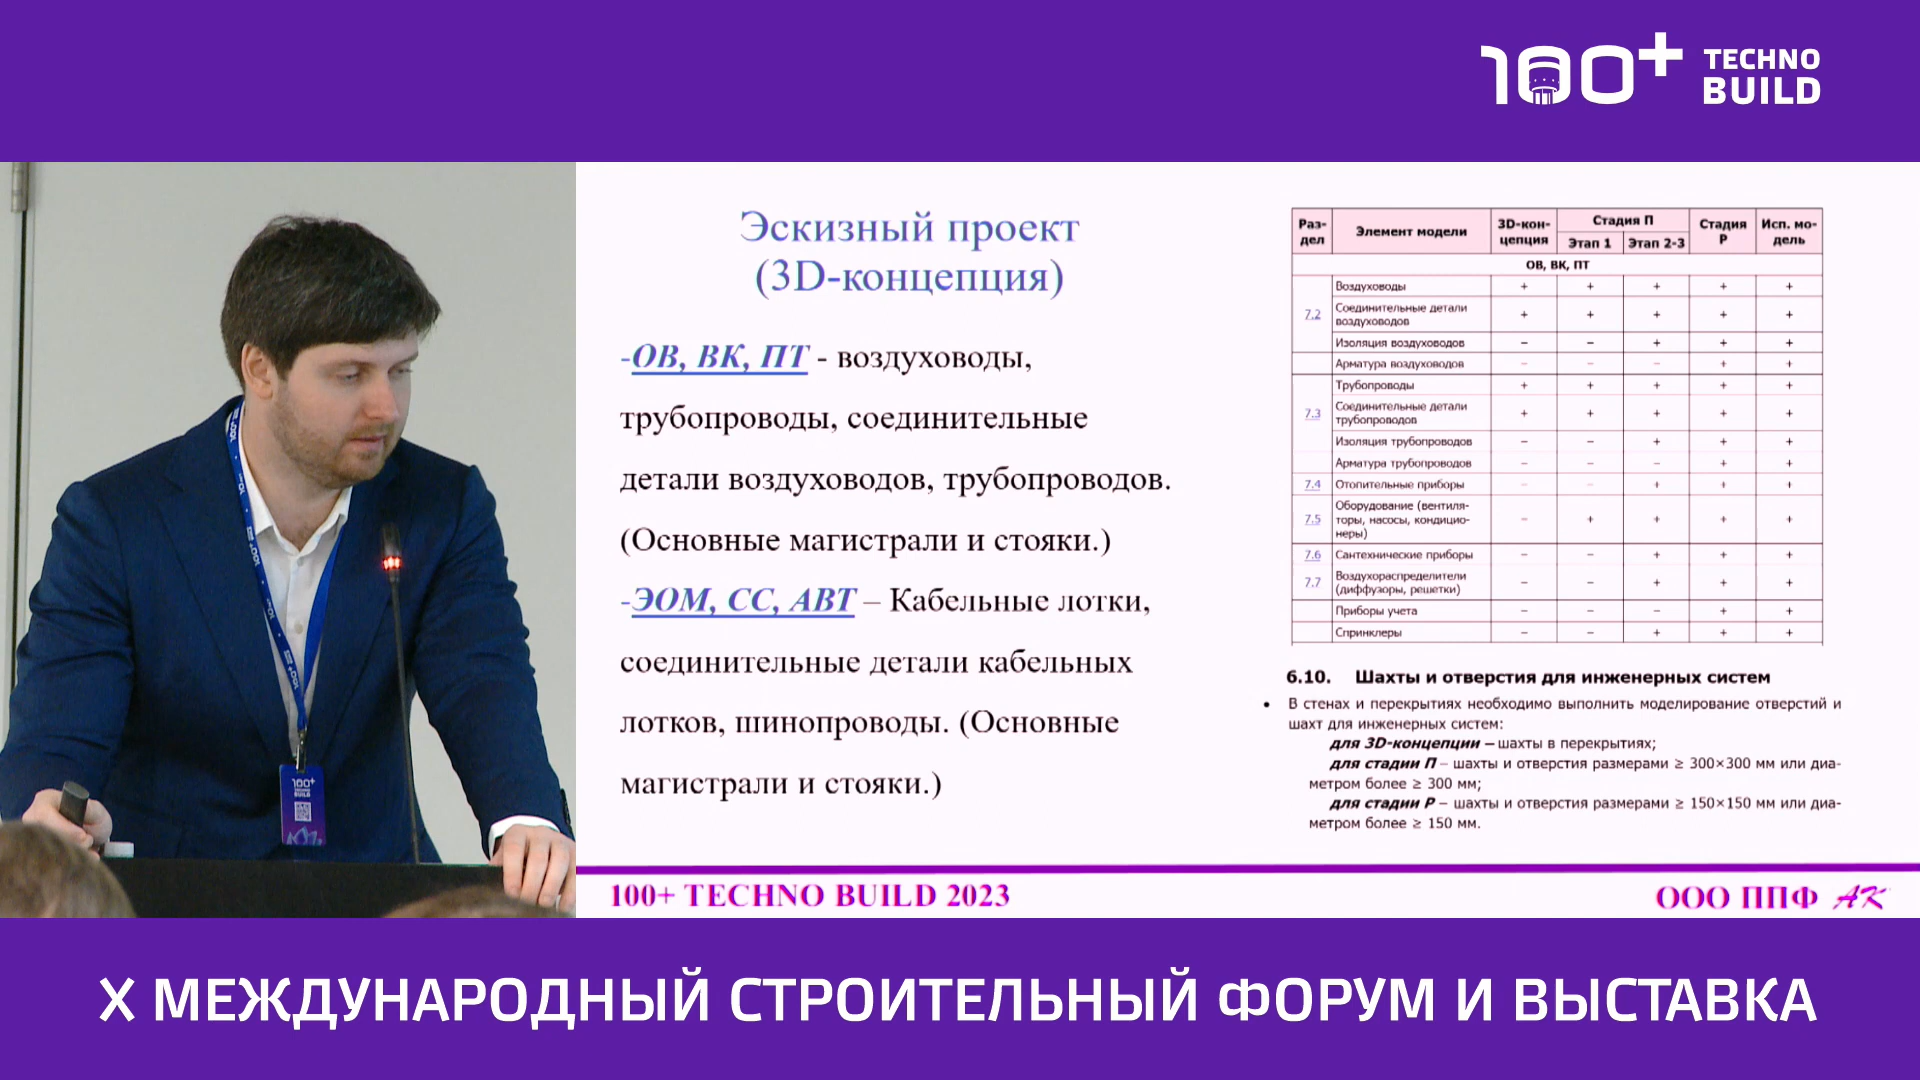 100+ TECHNO
BUILD
Эскизный проект
(3D-концепция)
-ОВ, ВК, ПТ - воздуховоды,
трубопроводы, соединительные
детали воздуховодов, трубопроводов.
(Основные магистрали и стояки.)
-ЭОМ, СС, АВТ – Кабельные лотки,
соединительные детали кабельных
лотков, шинопроводы. (Основные
магистрали и стояки.)
Раз-
дел
Элемент модели
3D-кон-
цепция
Стадия П
Этап 1 Этап 2-3
Стадия
Р
Исп. мо-
дель
ОВ, ВК, ПТ
7.2
Воздуховоды + + + + +
Соединительные детали
воздуховодов + + + + +
Изоляция воздуховодов – – + + +
Арматура воздуховодов – – – + +
7.3
Трубопроводы + + + + +
Соединительные детали
трубопроводов + + + + +
Изоляция трубопроводов – – + + +
Арматура трубопроводов – – – + +
7.4 Отопительные приборы – – + + +
7.5 Оборудование (вентиля-
торы, насосы, кондицио-
неры) – + + + +
7.6 Сантехнические приборы – – + + +
7.7 Воздухораспределители
(диффузоры, решетки) – – + + +
Приборы учета – – – + +
Спринклеры – – + + +
6.10. Шахты и отверстия для инженерных систем
• В стенах и перекрытиях необходимо выполнить моделирование отверстий и
шахт для инженерных систем:
для 3D-концепции – шахты в перекрытиях;
для стадии П – шахты и отверстия размерами ≥ 300×300 мм или диа-
метром более ≥ 300 мм;
для стадии Р – шахты и отверстия размерами ≥ 150×150 мм или диа-
метром более ≥ 150 мм.
100+ TECHNO BUILD 2023
ООО ППФ АК
100+
TECHNO
BUILD
X МЕЖДУНАРОДНЫЙ СТРОИТЕЛЬНЫЙ ФОРУМ И ВЫСТАВКА